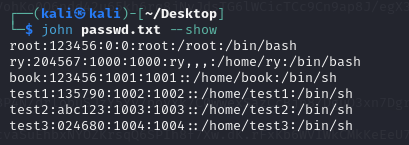 ┌──(kali㉿kali)-[~/Desktop]
└─$ john passwd.txt --show
root:123456:0:0:root:/root:/bin/bash
ry:204567:1000:1000:ry,,,:/home/ry:/bin/bash
book:123456:1001:1001::/home/book:/bin/sh
test1:135790:1002:1002::/home/test1:/bin/sh
test2:abc123:1003:1003::/home/test2:/bin/sh
test3:024680:1004:1004::/home/test3:/bin/sh